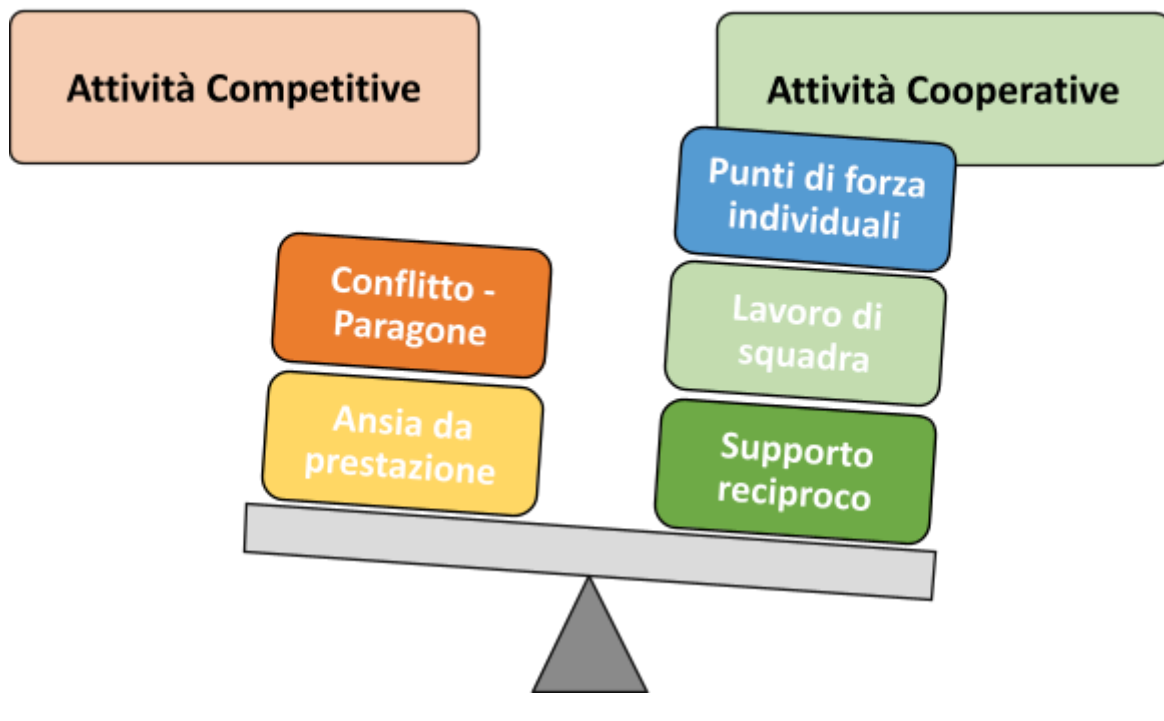 Attività Competitive
Attività Cooperative
Punti di forza
individuali
Conflitto -
Paragone
Lavoro di
squadra
Ansia da
prestazione
Supporto
reciproco